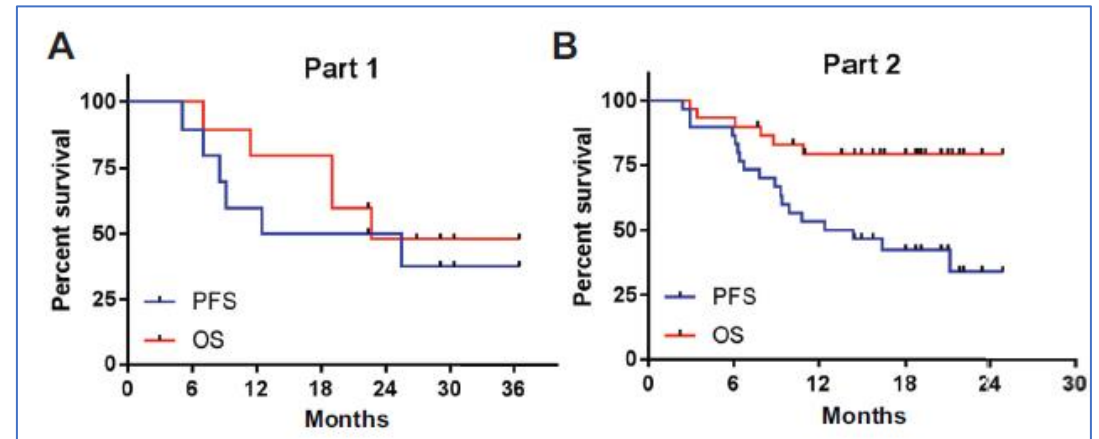 A
Part 1
Percent survival
100
75
50
25
0
PFS
OS
0 6 12 18 24 30 36
Months
B
Part 2
Percent survival
100
75
50
25
0
PFS
OS
0 6 12 18 24 30
Months